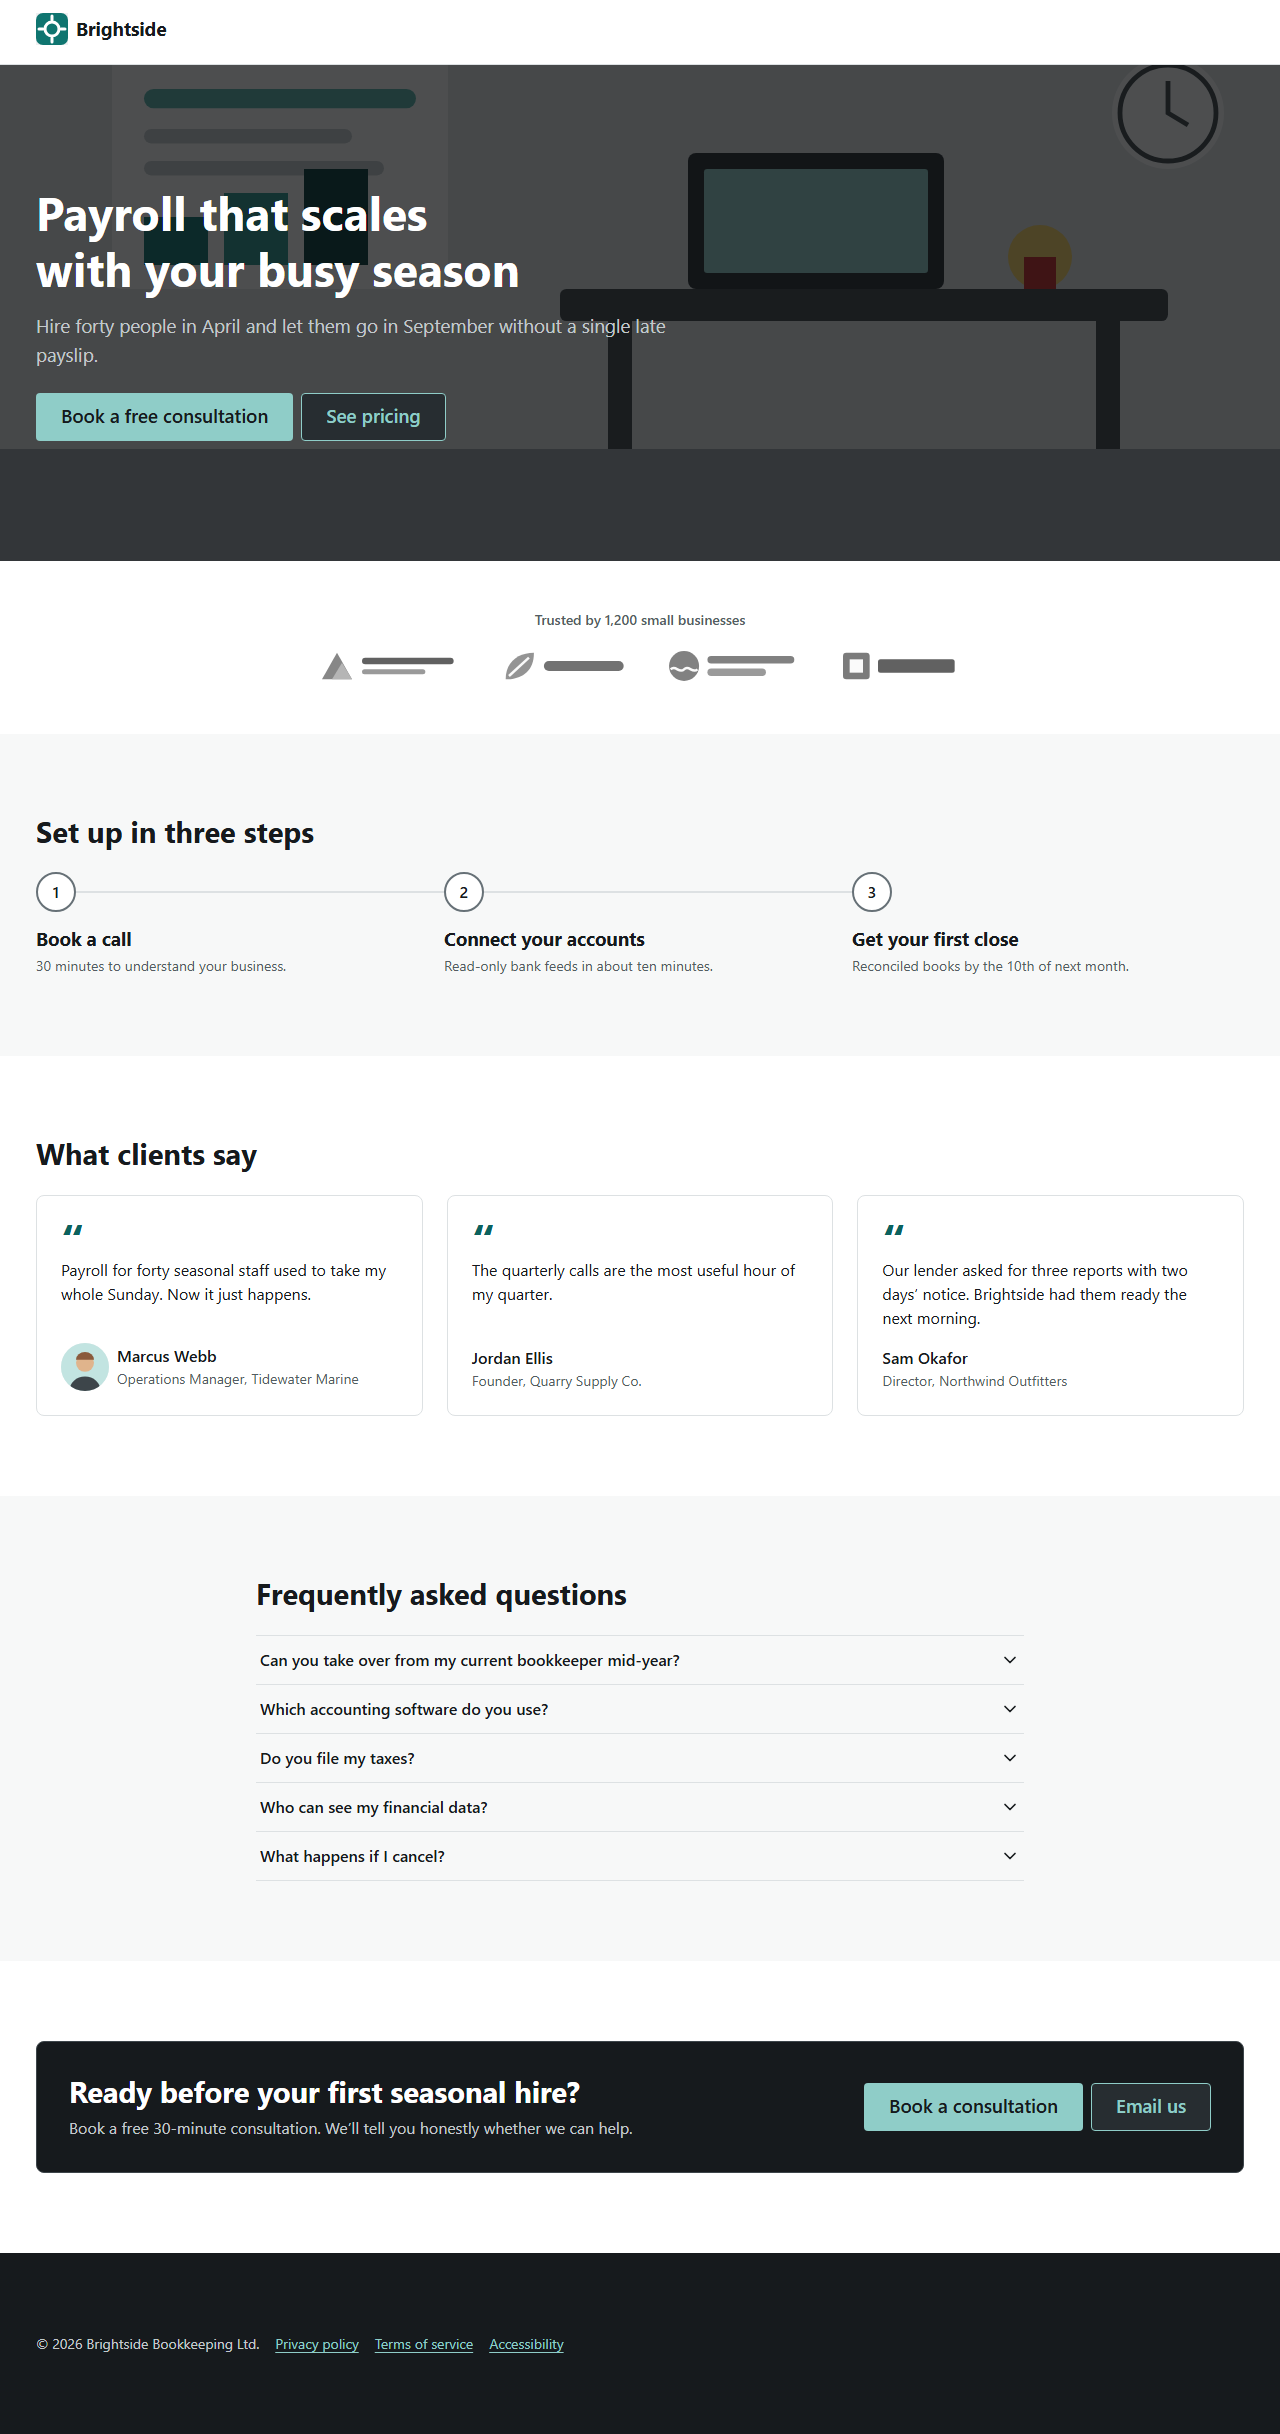 Brightside
Payroll that scales
with your busy season
Hire forty people in April and let them go in September without a single late
payslip.
Book a free consultation
See pricing
Trusted by 1,200 small businesses
Set up in three steps
1
2
3
Book a call
30 minutes to understand your business.
Connect your accounts
Read-only bank feeds in about ten minutes.
Get your first close
Reconciled books by the 10th of next month.
What clients say
“
Payroll for forty seasonal staff used to take my
whole Sunday. Now it just happens.
Marcus Webb
Operations Manager, Tidewater Marine
“
The quarterly calls are the most useful hour of
my quarter.
Jordan Ellis
Founder, Quarry Supply Co.
“
Our lender asked for three reports with two
days’ notice. Brightside had them ready the
next morning.
Sam Okafor
Director, Northwind Outfitters
Frequently asked questions
Can you take over from my current bookkeeper mid-year?
Which accounting software do you use?
Do you file my taxes?
Who can see my financial data?
What happens if I cancel?
Ready before your first seasonal hire?
Book a free 30-minute consultation. We’ll tell you honestly whether we can help.
Book a consultation
Email us
© 2026 Brightside Bookkeeping Ltd. Privacy policy Terms of service Accessibility